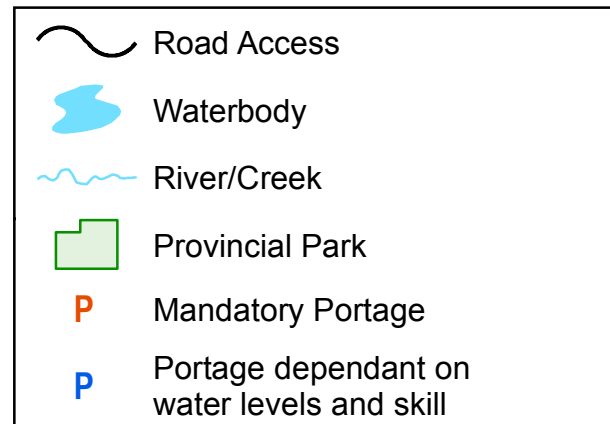 Road Access
Waterbody
River/Creek
Provincial Park
P Mandatory Portage
P Portage dependant on
water levels and skill